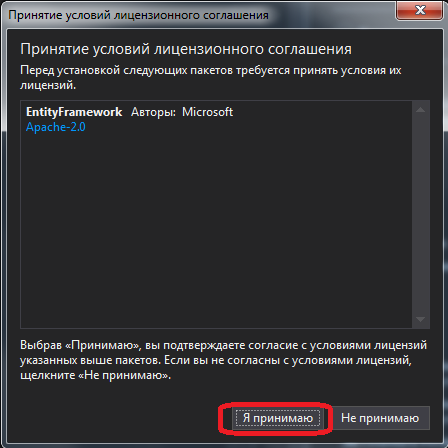 Принятие условий лицензионного соглашения
Принятие условий лицензионного соглашения
Перед установкой следующих пакетов требуется принять условия их
лицензий.
EntityFramework Авторы: Microsoft
Apache-2.0
Выбрав «Принимаю», вы подтверждаете согласие с условиями лицензий
указанных выше пакетов. Если вы не согласны с условиями лицензий,
щелкните «Не принимаю».
Я принимаю Не принимаю